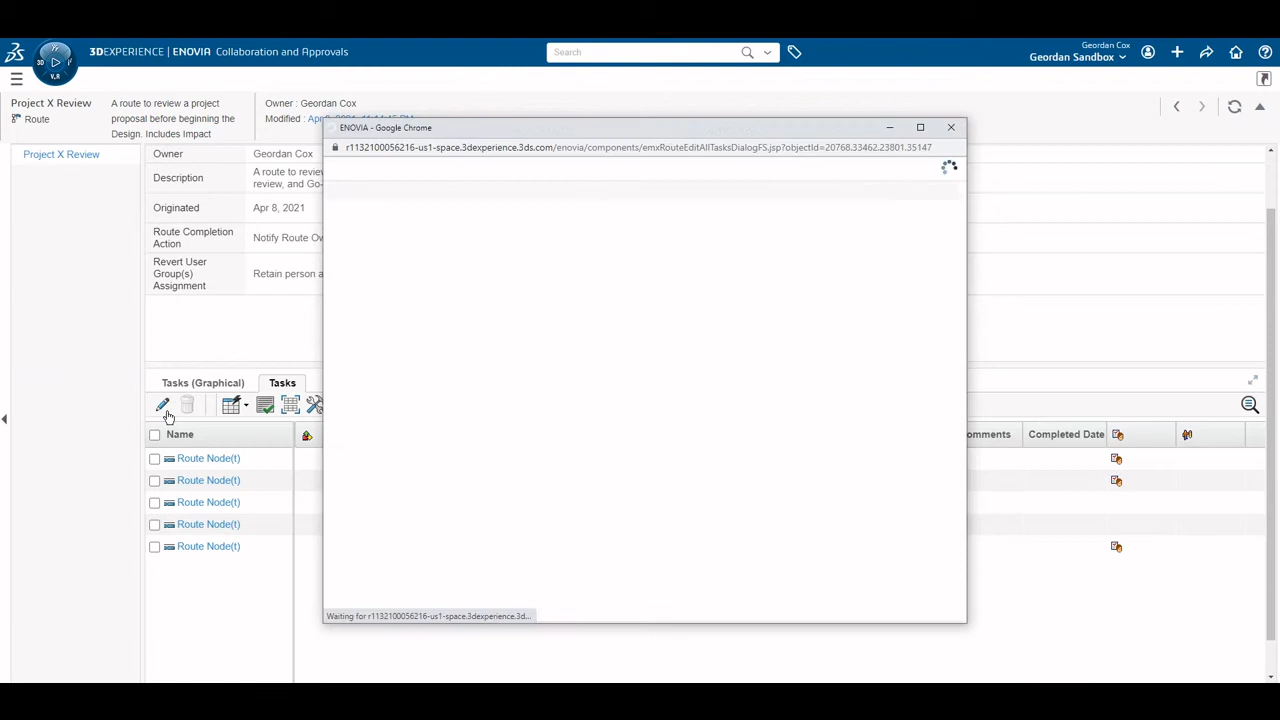 3DEXPERIENCE | ENOVIA Collaboration and Approvals
Search
Geordan Cox
Geordan Sandbox
3D
V.R
Project X Review
Route
A route to review a project
proposal before beginning the
Design. Includes Impact
Owner : Geordan Cox
Modified :
ENOVIA - Google Chrome
r1132100056216-us1-space.3dexperience.3ds.com/enovia/components/emxRouteEditAllTasksDialogFS.jsp?objectId=20768.33462.23801.35147
Project X Review
Owner
Geordan Cox
Description
A route to revie
review, and Go-
Originated
Apr 8, 2021
Route Completion
Action
Notify Route Ow
Revert User
Group(s)
Assignment
Retain person a
Tasks (Graphical)
Tasks
Name
omments
Completed Date
Route Node(t)
Route Node(t)
Route Node(t)
Route Node(t)
Route Node(t)
Waiting for r1132100056216-us1-space.3dexperience.3d...